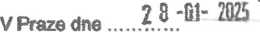 V Praze dne ............ 28 -01- 2025